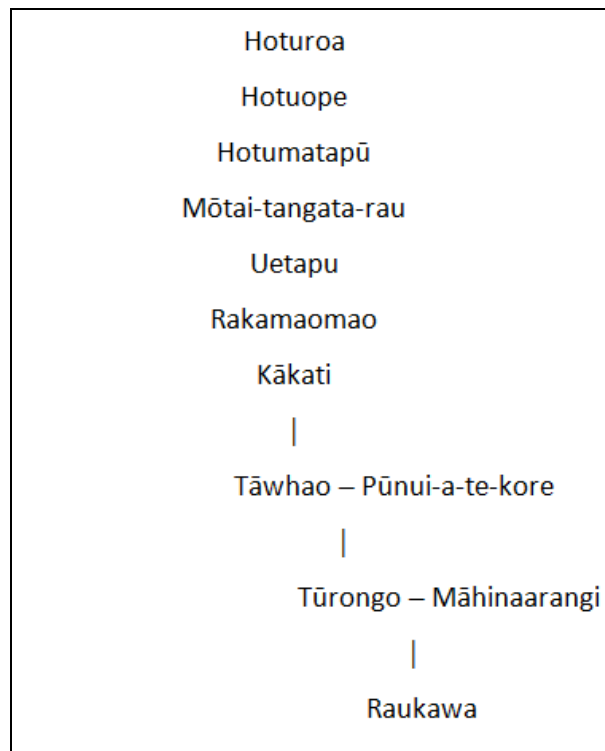 Hoturoa
Hotuope
Hotumatapū
Mōtai-tangata-rau
Uetapu
Rakamaomao
Kākati
|
Tāwhao – Pūnui-a-te-kore
|
Tūrongo – Māhinaarangi
|
Raukawa